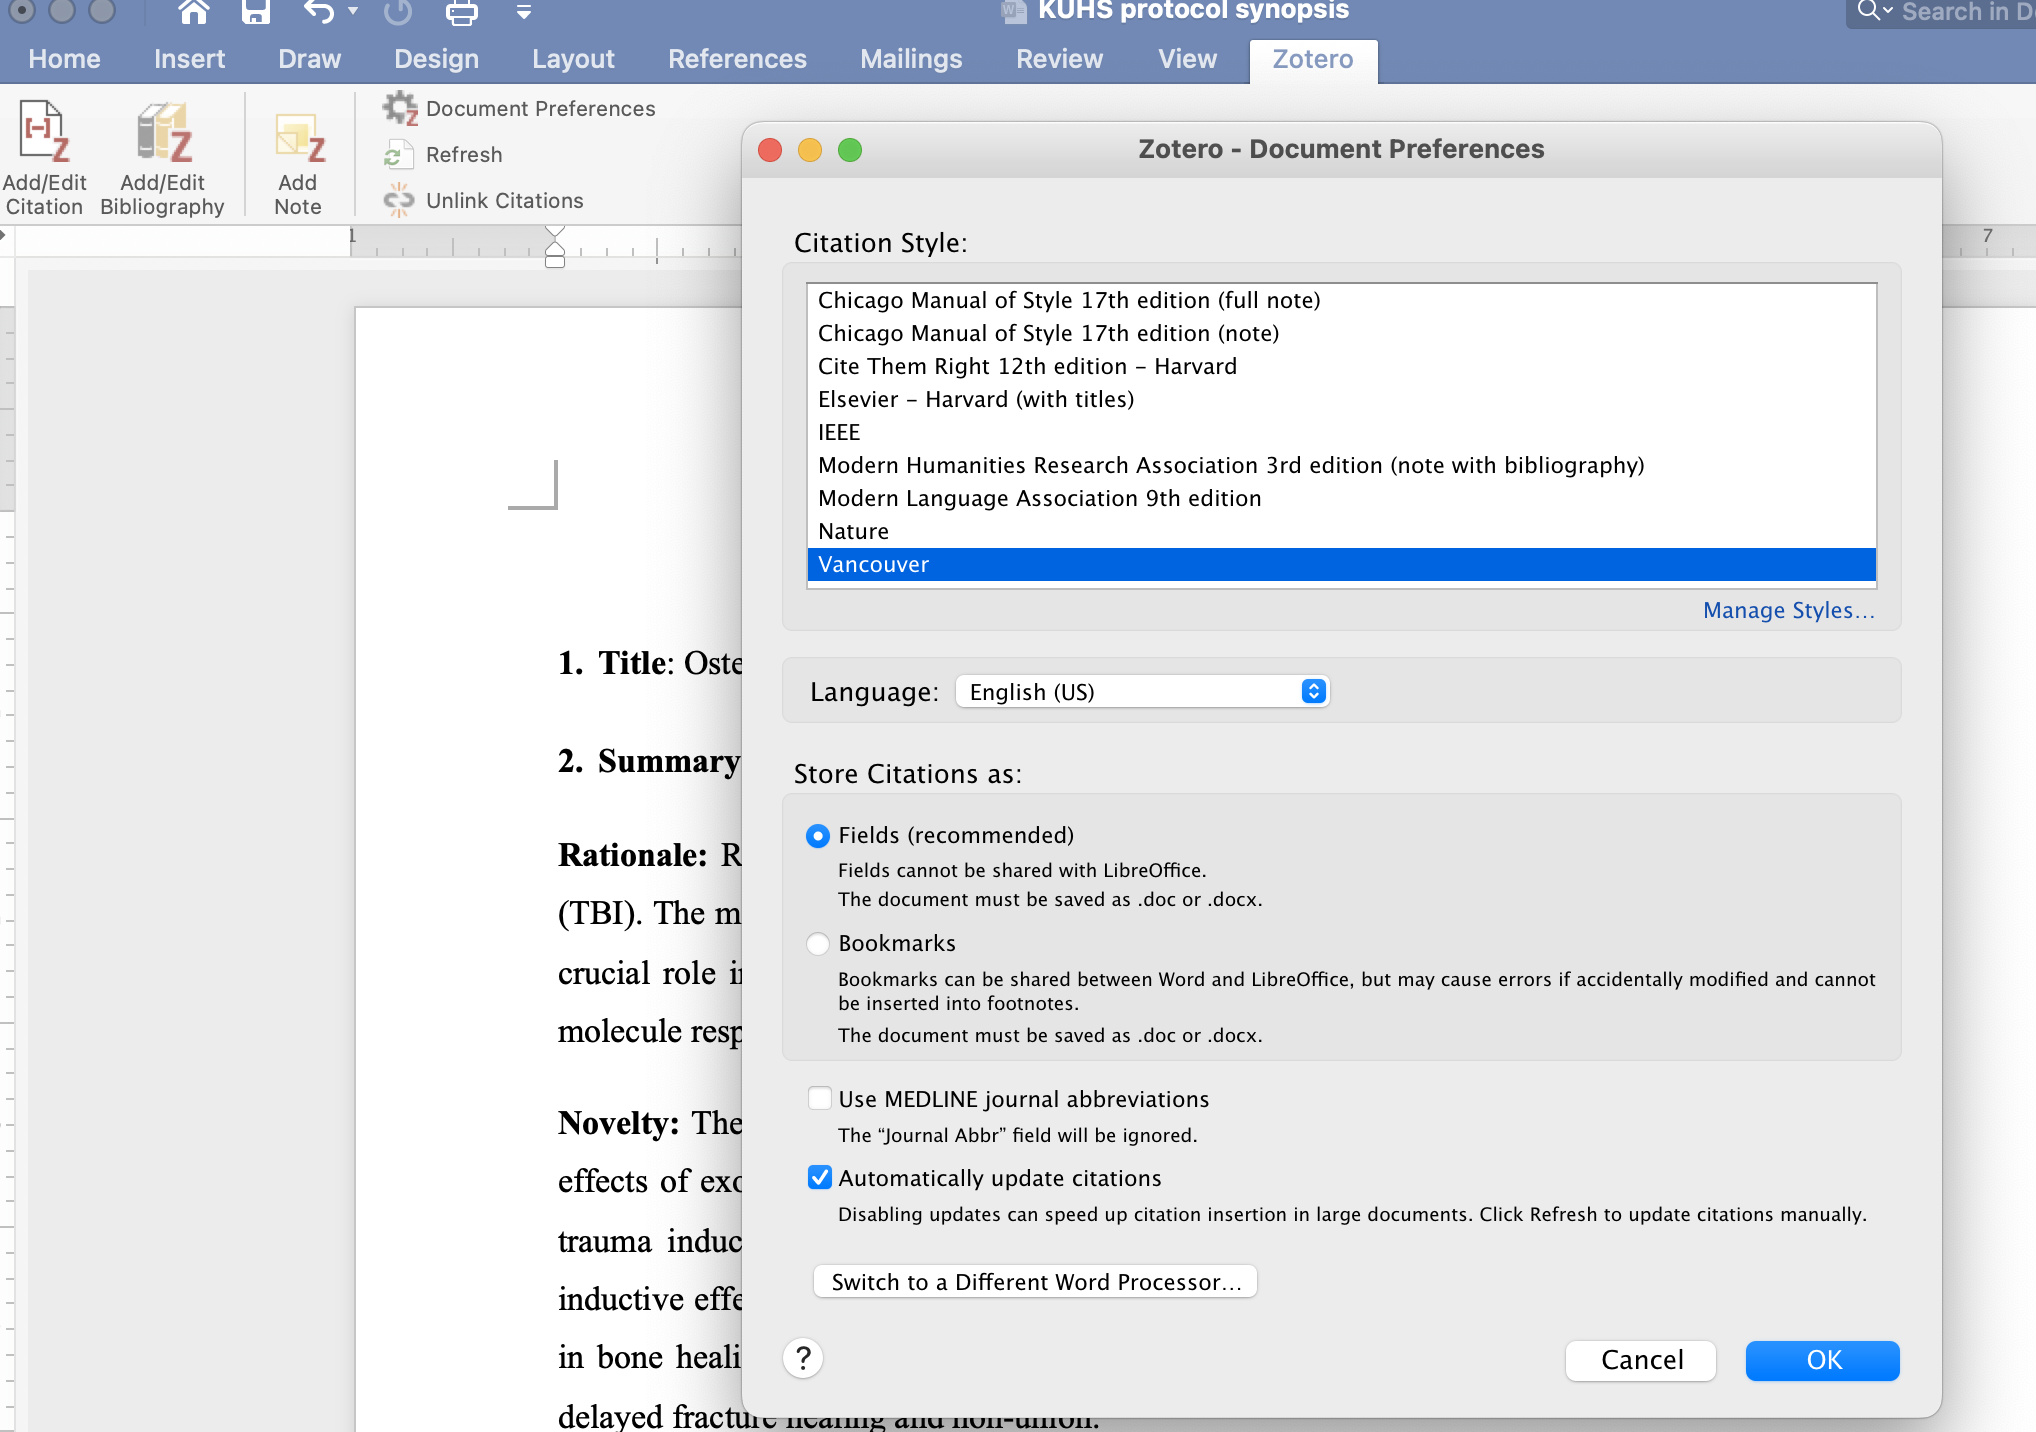 KUHS protocol synopsis
Search in D
Home Insert Draw Design Layout References Mailings Review View Zotero
Add/Edit Citation
Add/Edit Bibliography
Add Note
Document Preferences
Refresh
Unlink Citations
1
7
1. Title: Oste
2. Summary
Rationale: R
(TBI). The m
crucial role i
molecule resp
Novelty: The
effects of exo
trauma induc
inductive effe
in bone heali
delayed fracture healing and non-union.
Zotero - Document Preferences
Citation Style:
Chicago Manual of Style 17th edition (full note)
Chicago Manual of Style 17th edition (note)
Cite Them Right 12th edition – Harvard
Elsevier – Harvard (with titles)
IEEE
Modern Humanities Research Association 3rd edition (note with bibliography)
Modern Language Association 9th edition
Nature
Vancouver
Manage Styles...
Language: English (US)
Store Citations as:
Fields (recommended)
Fields cannot be shared with LibreOffice.
The document must be saved as .doc or .docx.
Bookmarks
Bookmarks can be shared between Word and LibreOffice, but may cause errors if accidentally modified and cannot
be inserted into footnotes.
The document must be saved as .doc or .docx.
Use MEDLINE journal abbreviations
The “Journal Abbr” field will be ignored.
Automatically update citations
Disabling updates can speed up citation insertion in large documents. Click Refresh to update citations manually.
Switch to a Different Word Processor...
?
Cancel
OK